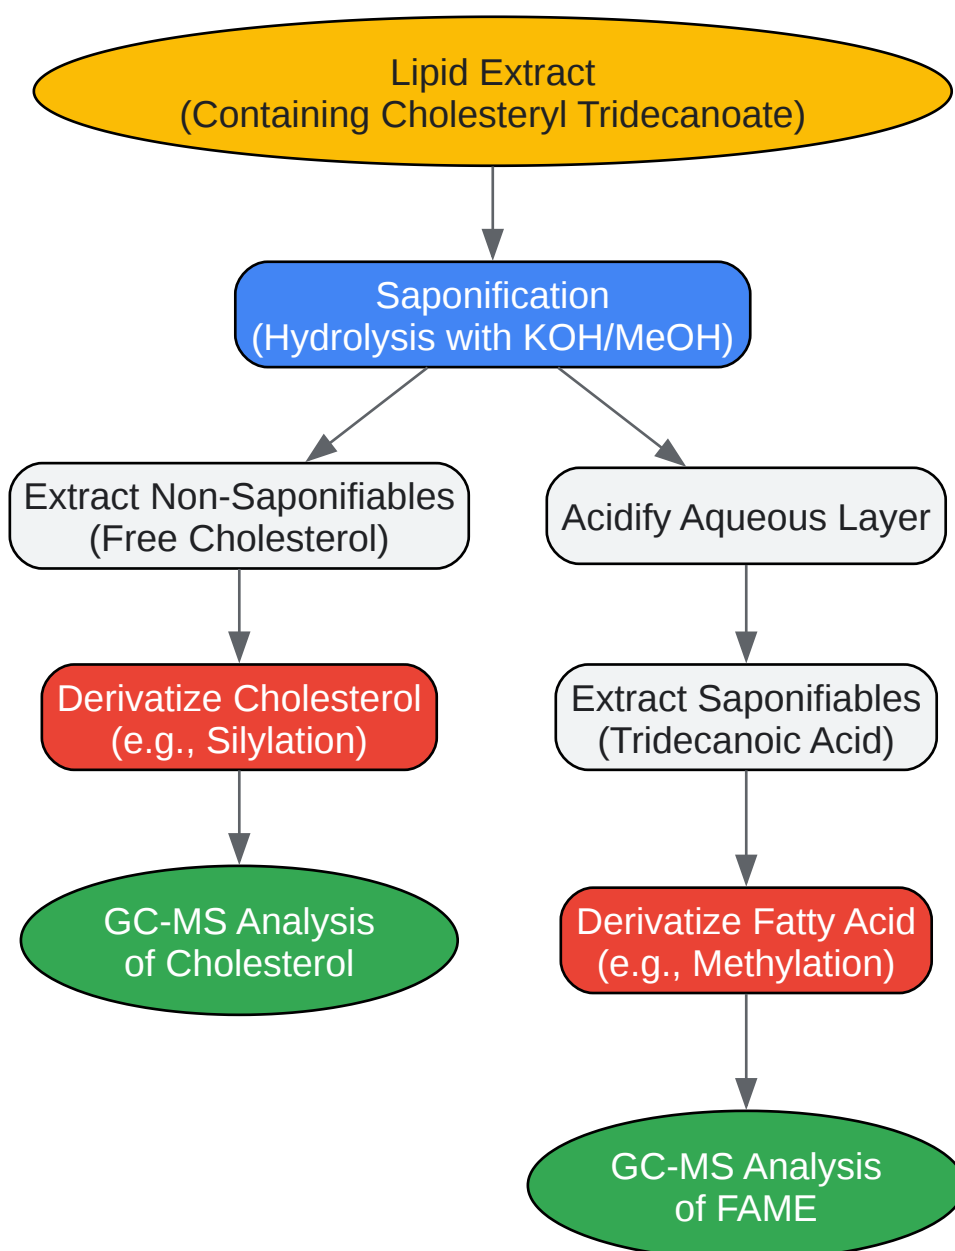 Lipid Extract
(Containing Cholesteryl Tridecanoate)
Saponification
(Hydrolysis with KOH/MeOH)
Extract Non-Saponifiables
(Free Cholesterol)
Acidify Aqueous Layer
Derivatize Cholesterol
(e.g., Silylation)
Extract Saponifiables
(Tridecanoic Acid)
GC-MS Analysis
of Cholesterol
Derivatize Fatty Acid
(e.g., Methylation)
GC-MS Analysis
of FAME